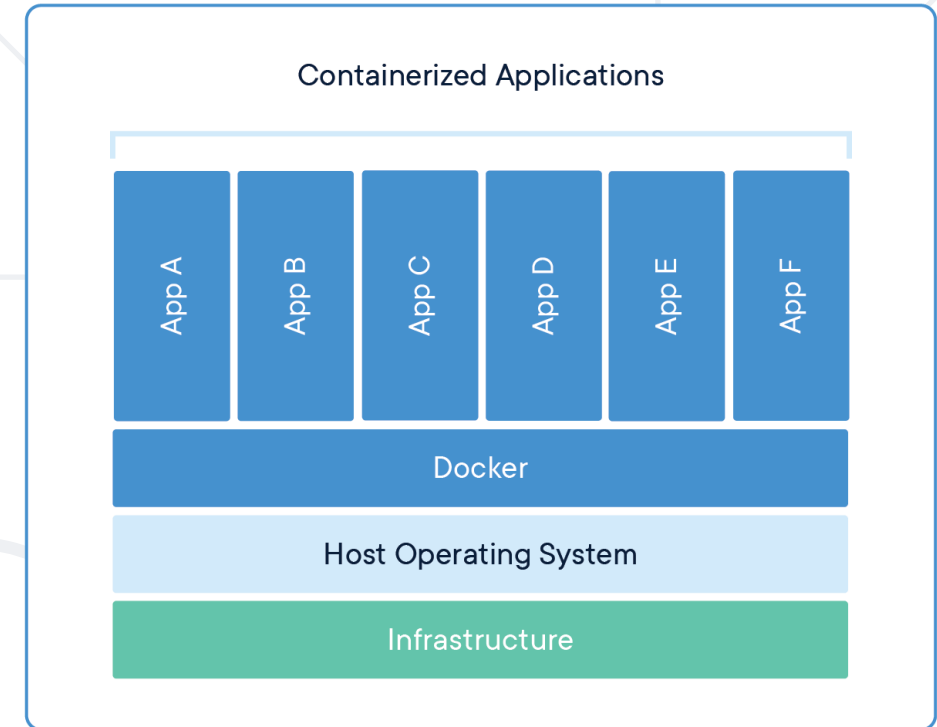 Containerized Applications
App A
App B
App C
App D
App E
App F
Docker
Host Operating System
Infrastructure